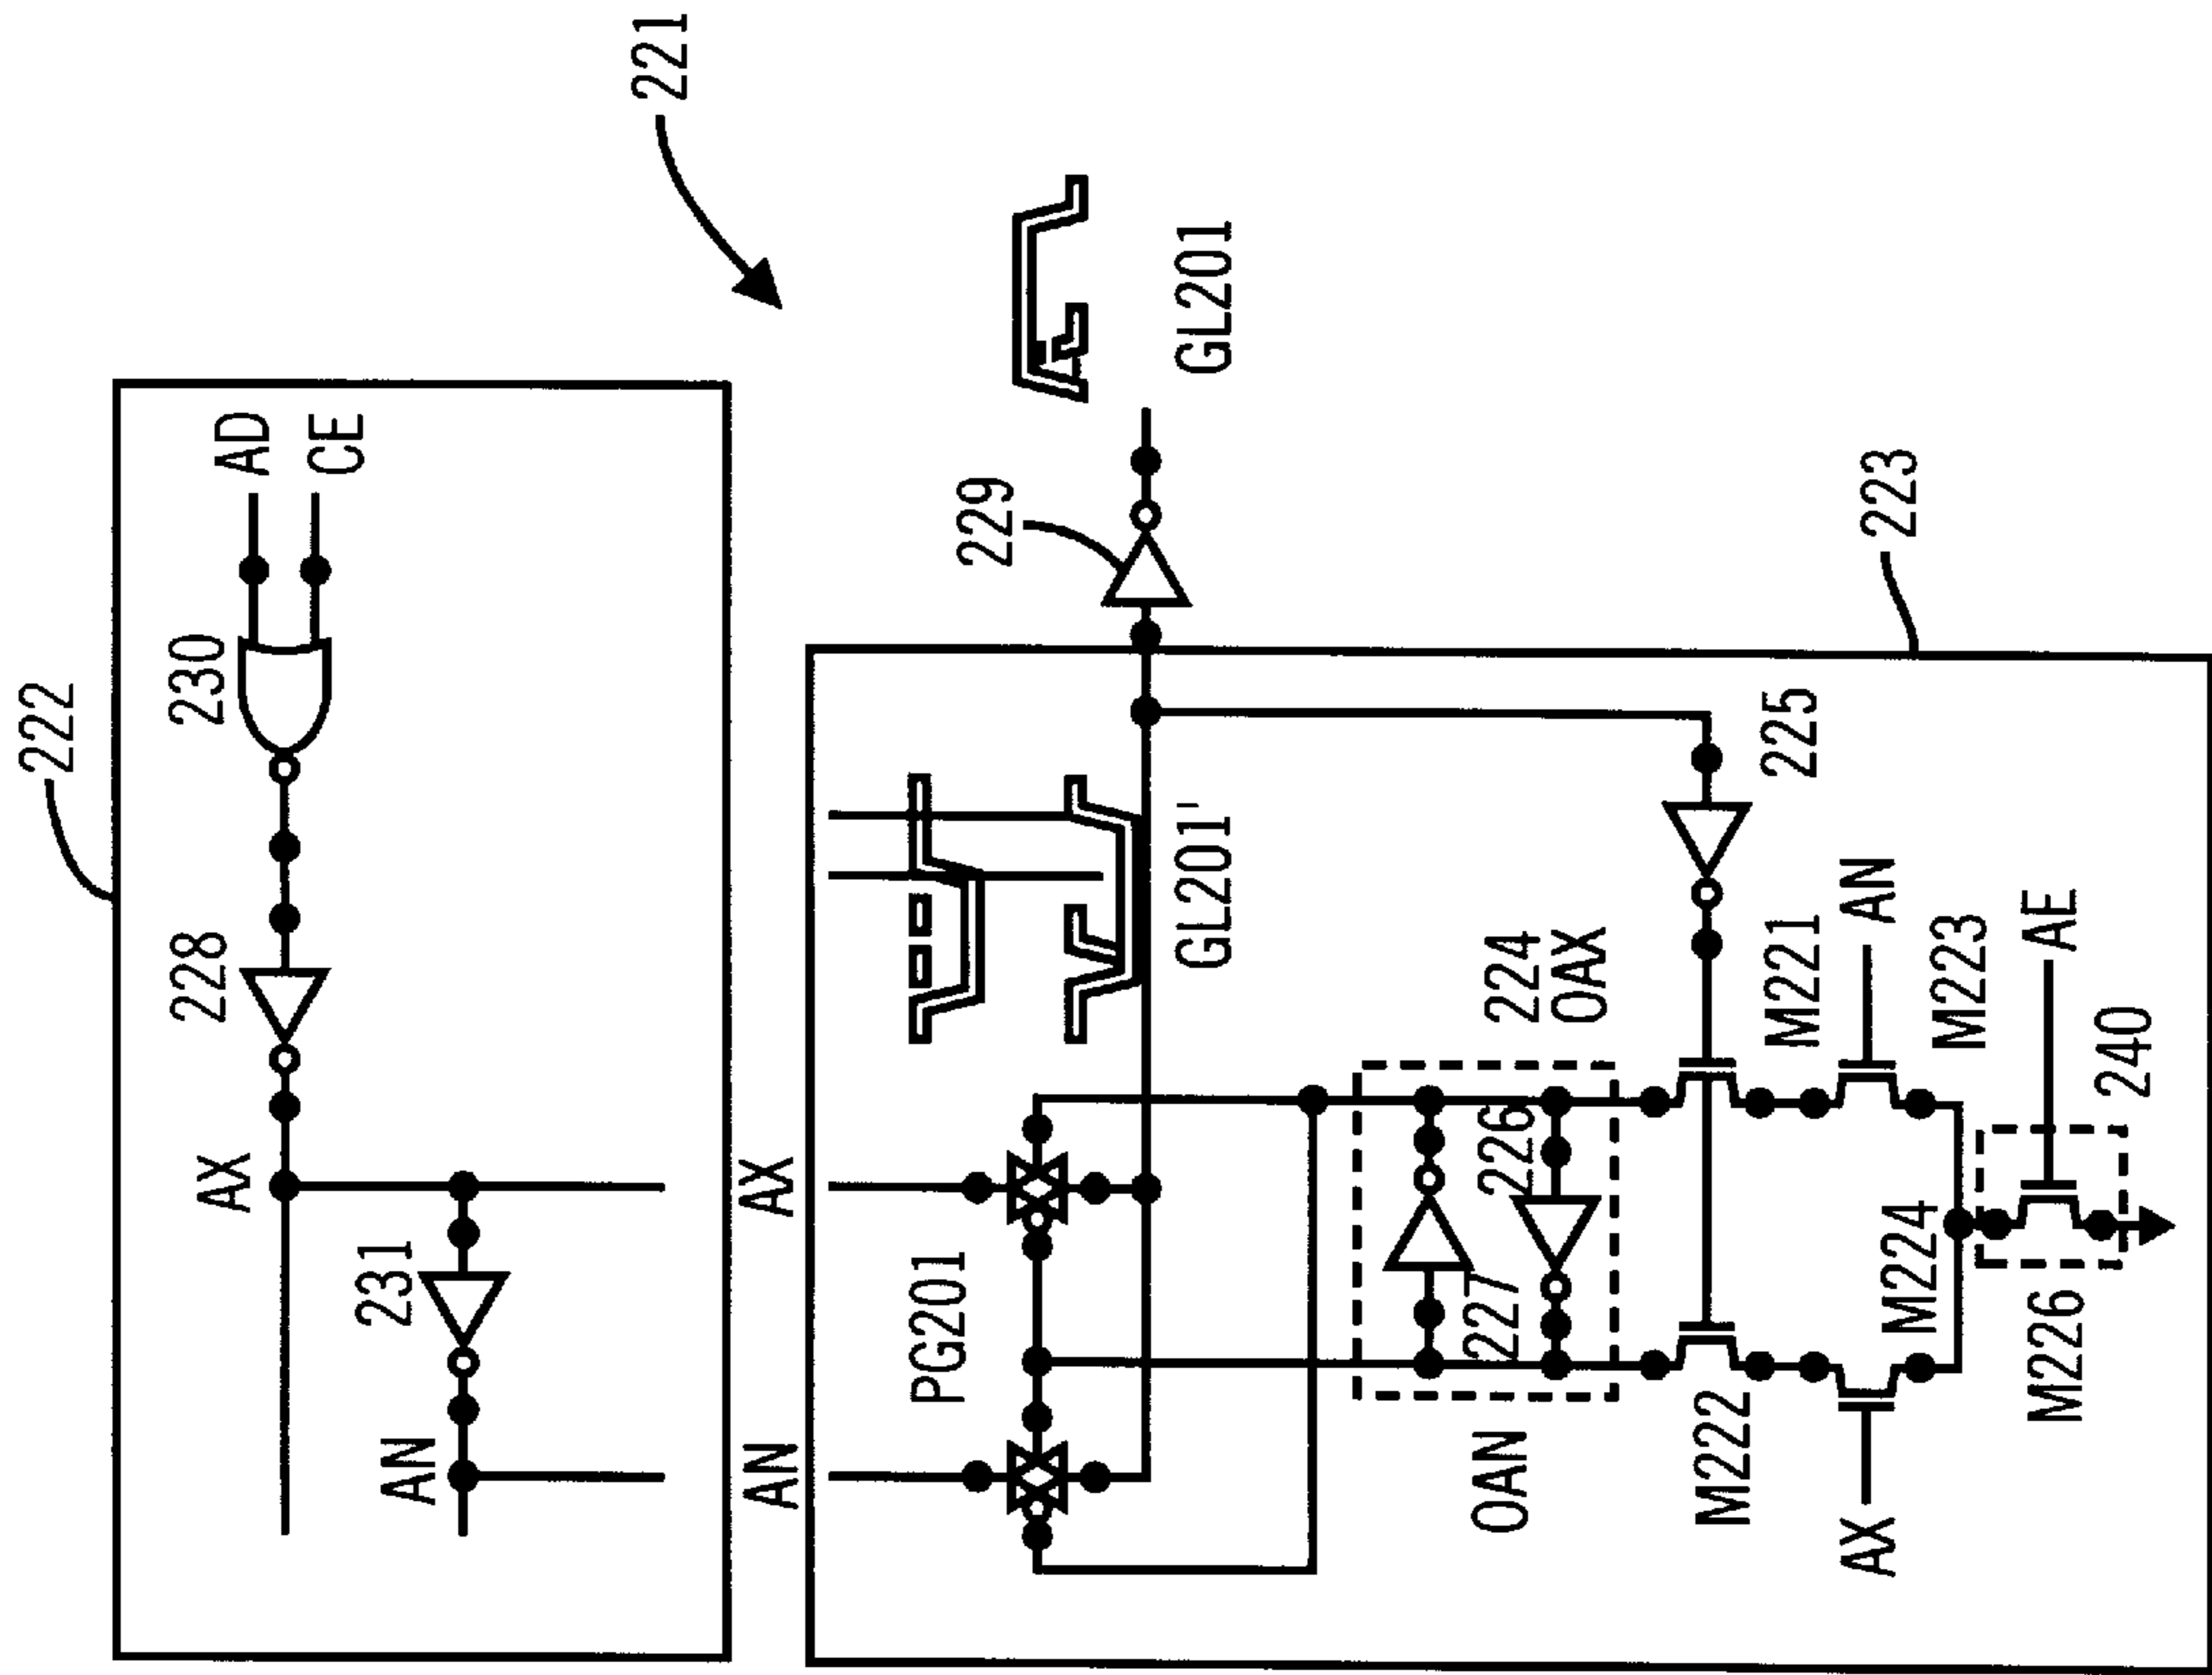 222
228
230
AX
AD
CE
231
AN
221
AN
AX
PG201
229
GL201'
GL201
224
OAN
OAX
227
226
M222
M221
225
AX
AN
223
M224
M223
M226
AE
240